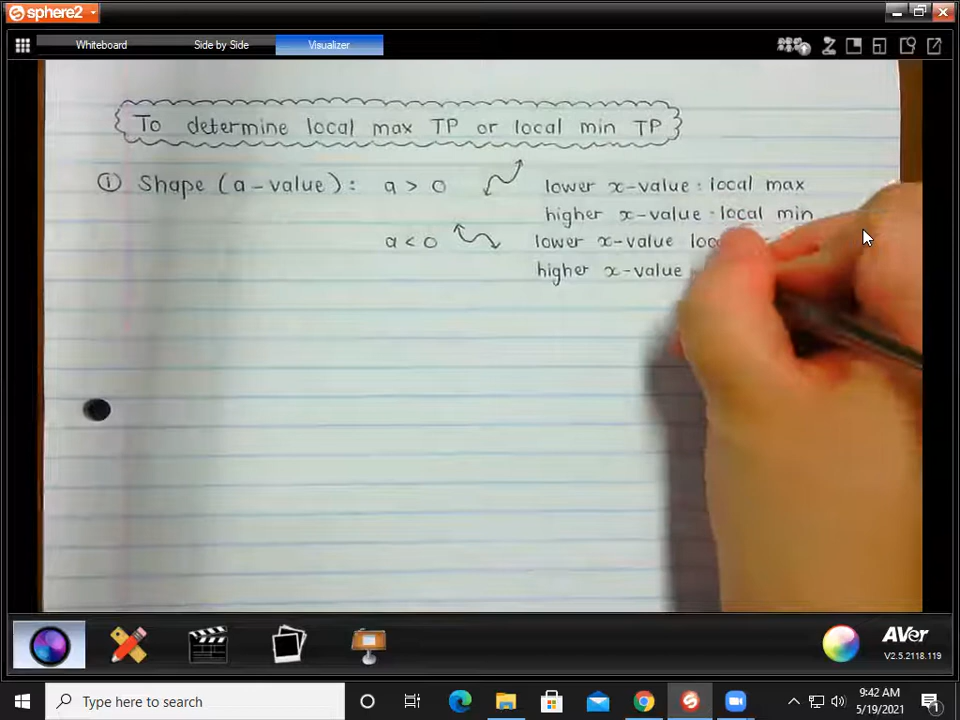 sphere2
Whiteboard
Side by Side
Visualizer
To determine local max TP or local min TP
① Shape (a-value): a > 0 lower x-value: local max
higher x-value: local min
a < 0 lower x-value
higher x-value
AVer
V2.5.2118.119
Type here to search
9:42 AM
5/19/2021
1